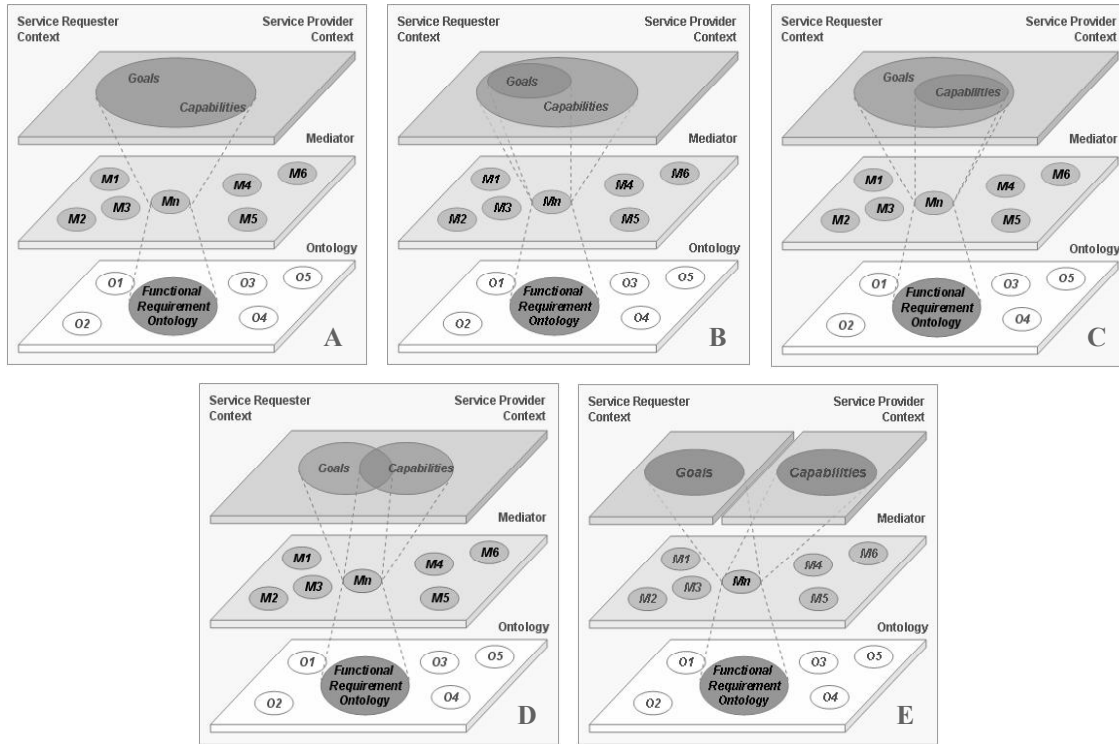 Service Requester Context
Service Provider Context
Goals
Capabilities
Mediator
M1
M2
M3
Mn
M4
M5
M6
Ontology
O1
O2
Functional
Requirement
Ontology
O3
O4
O5
A
Service Requester Context
Service Provider Context
Goals
Capabilities
Mediator
M1
M2
M3
Mn
M4
M5
M6
Ontology
O1
O2
Functional
Requirement
Ontology
O3
O4
O5
B
Service Requester Context
Service Provider Context
Goals
Capabilities
Mediator
M1
M2
M3
Mn
M4
M5
M6
Ontology
O1
O2
Functional
Requirement
Ontology
O3
O4
O5
C
Service Requester Context
Service Provider Context
Goals
Capabilities
Mediator
M1
M2
M3
Mn
M4
M5
M6
Ontology
O1
O2
Functional
Requirement
Ontology
O3
O4
O5
D
Service Requester Context
Service Provider Context
Goals
Capabilities
Mediator
M1
M2
M3
Mn
M4
M5
M6
Ontology
O1
O2
Functional
Requirement
Ontology
O3
O4
O5
E